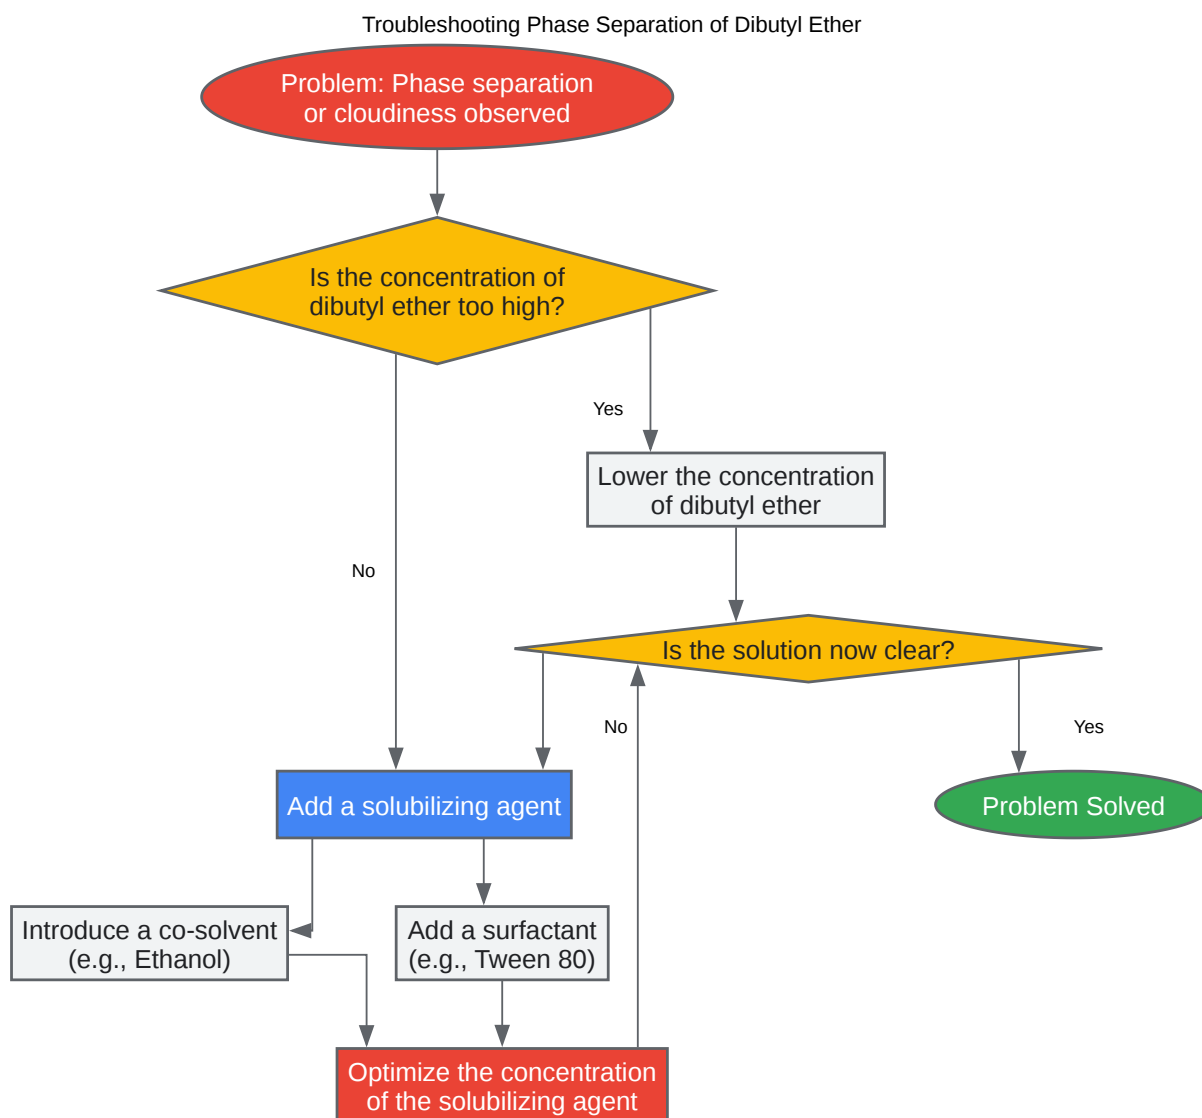 Troubleshooting Phase Separation of Dibutyl Ether
Problem: Phase separation
or cloudiness observed
Is the concentration of
dibutyl ether too high?
Yes
Lower the concentration
of dibutyl ether
No
Is the solution now clear?
No
Yes
Add a solubilizing agent
Problem Solved
Introduce a co-solvent
(e.g., Ethanol)
Add a surfactant
(e.g., Tween 80)
Optimize the concentration
of the solubilizing agent